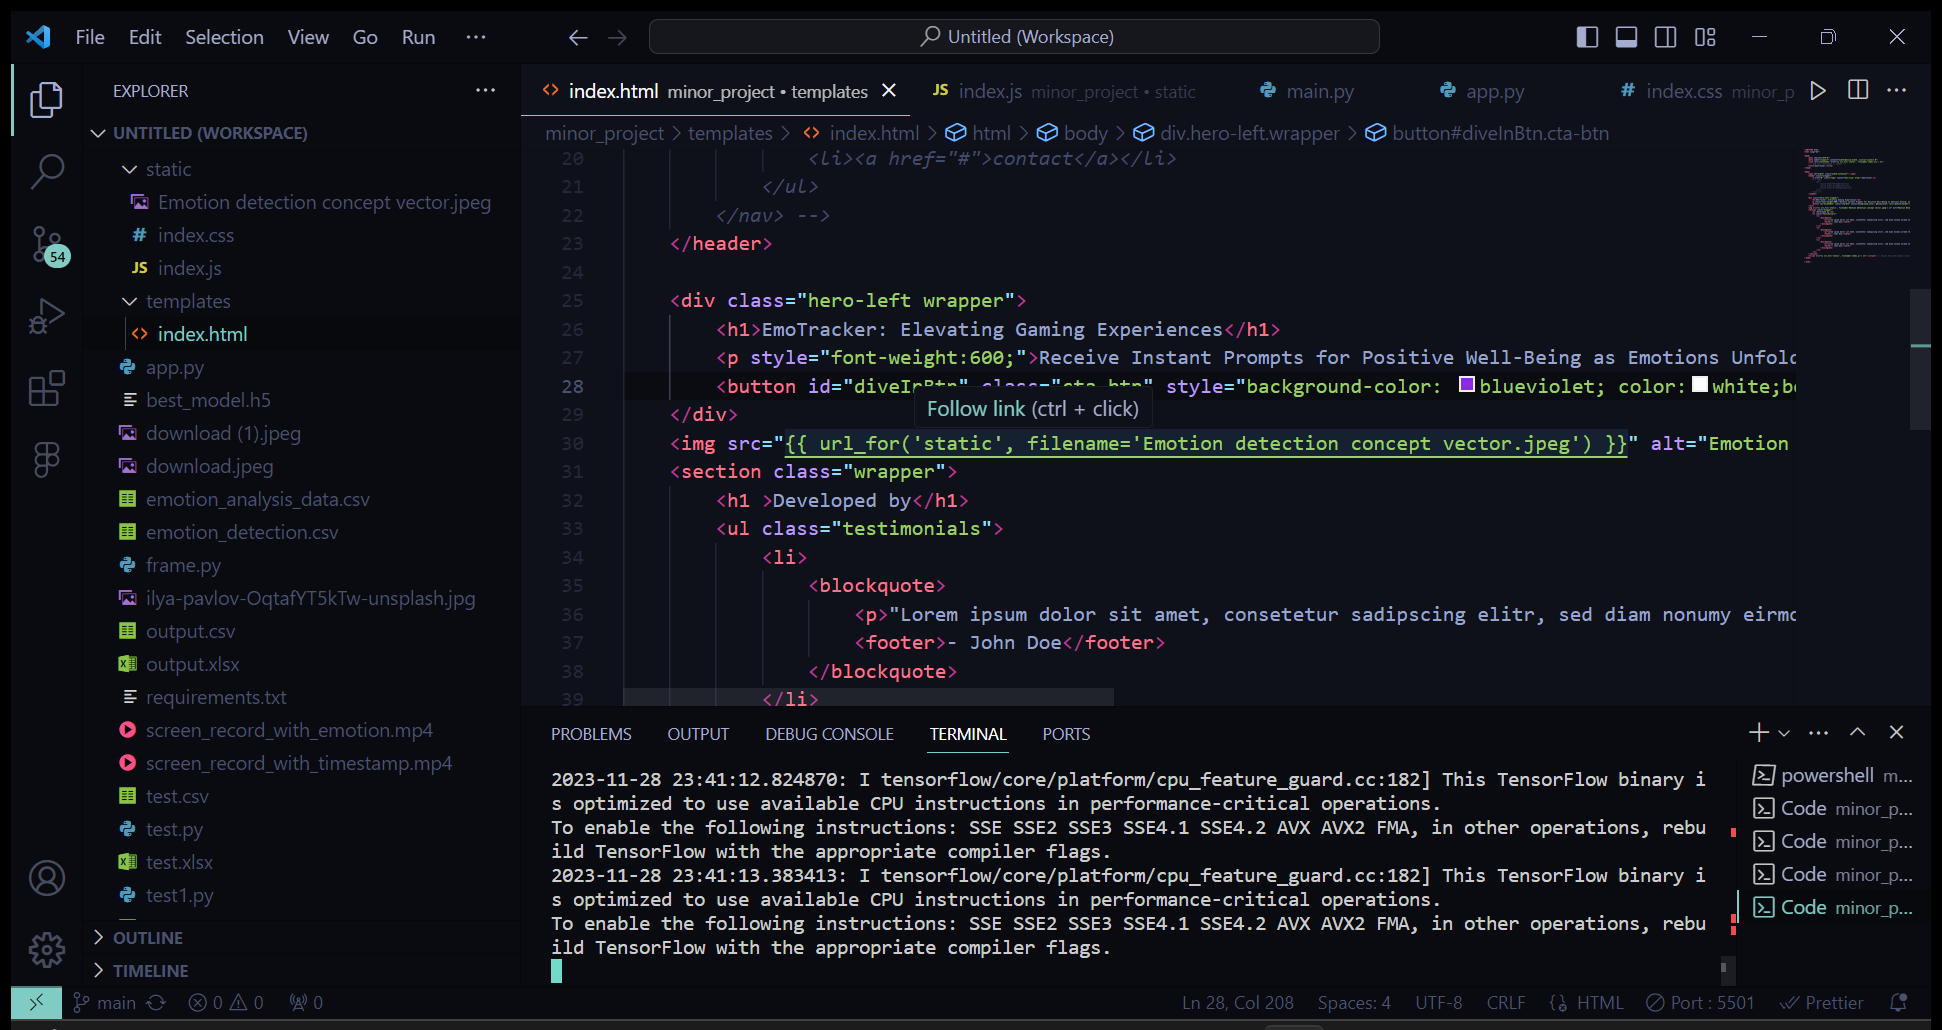 File Edit Selection View Go Run ···
Untitled (Workspace)
EXPLORER
UNTITLED (WORKSPACE)
static
Emotion detection concept vector.jpeg
# index.css
JS index.js
templates
<> index.html
app.py
best_model.h5
download (1).jpeg
download.jpeg
emotion_analysis_data.csv
emotion_detection.csv
frame.py
ilya-pavlov-OqtafYT5kTw-unsplash.jpg
output.csv
output.xlsx
requirements.txt
screen_record_with_emotion.mp4
screen_record_with_timestamp.mp4
test.csv
test.py
test.xlsx
test1.py
OUTLINE
TIMELINE
54
<> index.html minor_project • templates
JS index.js minor_project • static
main.py
app.py
# index.css minor_p
minor_project > templates > <> index.html > html > body > div.hero-left.wrapper > button#diveInBtn.cta-btn
20 <li><a href="#">contact</a></li>
21 </ul>
22 </nav> -->
23 </header>
24
25 <div class="hero-left wrapper">
26 <h1>EmoTracker: Elevating Gaming Experiences</h1>
27 <p style="font-weight:600;">Receive Instant Prompts for Positive Well-Being as Emotions Unfol
28 <button id="diveInBtn" class="cta-btn" style="background-color: blueviolet; color: white;bo
Follow link (ctrl + click)
29 </div>
30 <img src="{{ url_for('static', filename='Emotion detection concept vector.jpeg') }}" alt="Emotion
31 <section class="wrapper">
32 <h1 >Developed by</h1>
33 <ul class="testimonials">
34 <li>
35 <blockquote>
36 <p>"Lorem ipsum dolor sit amet, consetetur sadipscing elitr, sed diam nonumy eirmo
37 <footer>- John Doe</footer>
38 </blockquote>
39 </li>
PROBLEMS OUTPUT DEBUG CONSOLE TERMINAL PORTS
2023-11-28 23:41:12.824870: I tensorflow/core/platform/cpu_feature_guard.cc:182] This TensorFlow binary i
s optimized to use available CPU instructions in performance-critical operations.
To enable the following instructions: SSE SSE2 SSE3 SSE4.1 SSE4.2 AVX AVX2 FMA, in other operations, rebu
ild TensorFlow with the appropriate compiler flags.
2023-11-28 23:41:13.383413: I tensorflow/core/platform/cpu_feature_guard.cc:182] This TensorFlow binary i
s optimized to use available CPU instructions in performance-critical operations.
To enable the following instructions: SSE SSE2 SSE3 SSE4.1 SSE4.2 AVX AVX2 FMA, in other operations, rebu
ild TensorFlow with the appropriate compiler flags.
powershell m...
Code minor_p...
Code minor_p...
Code minor_p...
Code minor_p...
main 0 0 0
Ln 28, Col 208 Spaces: 4 UTF-8 CRLF HTML Port : 5501 Prettier